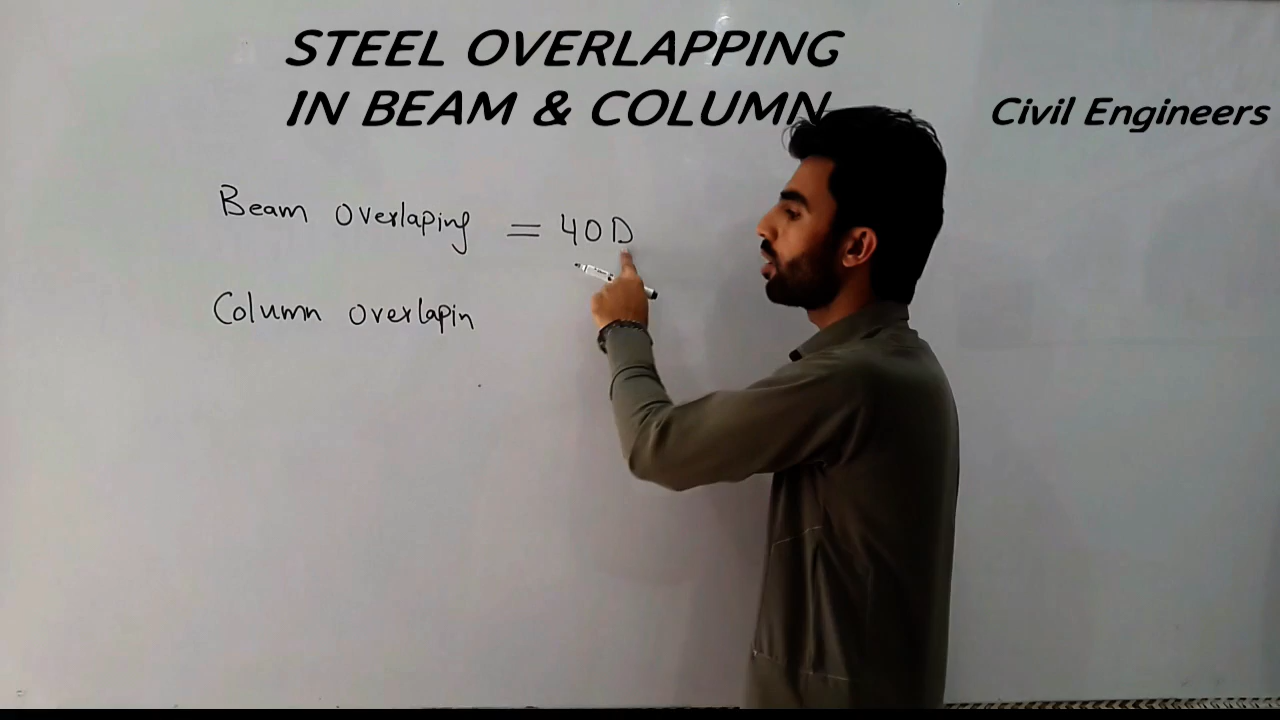 STEEL OVERLAPPING
IN BEAM & COLUMN
Civil Engineers
Beam overlaping = 40D
Column overlapin